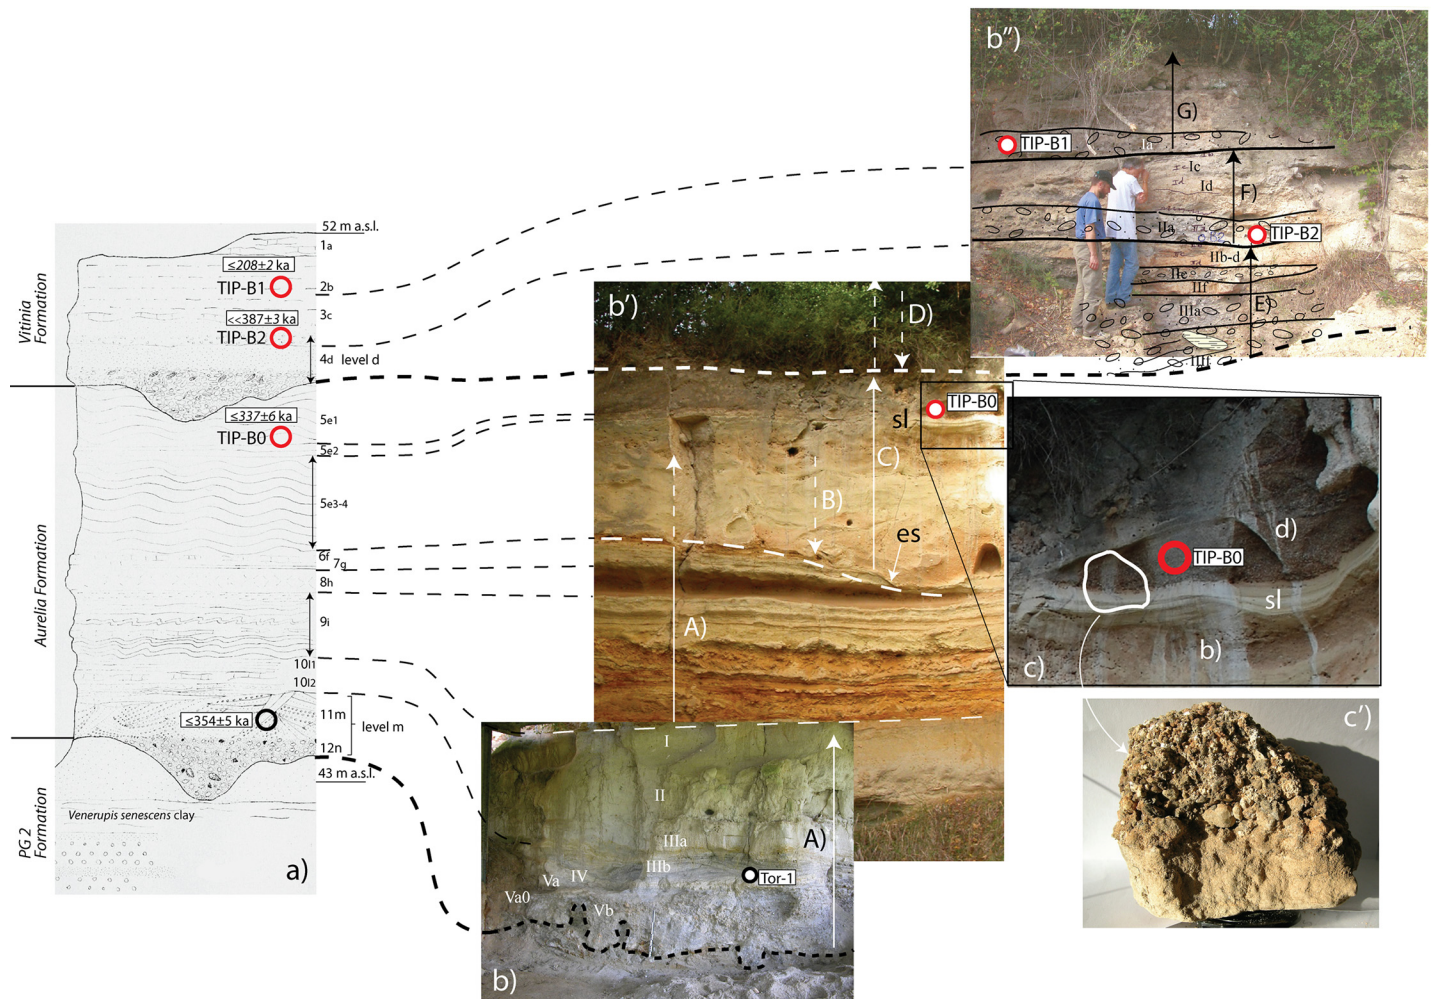 52 m a.s.l.
1a
≤208±2 ka
TIP-B1
2b
3c
<<387±3 ka
TIP-B2
4d level d
Vitinia
Formation
≤337±6 ka
5e1
TIP-B0
5e2
5e3-4
6f
7g
8h
9i
Aurelia Formation
10l1
10l2
≤354±5 ka
11m
level m
12n
43 m a.s.l.
PG 2
Formation
Venerupis senescens clay
a)
I
II
IIIa
IIIb
IV
Va
Va0
Vb
Tor-1
A)
b)
b')
D)
TIP-B0
sl
C)
B)
es
A)
b'')
G)
TIP-B1
Ia
Ic
Id
F)
IIa
TIP-B2
IIb-d
IIe
IIf
E)
IIIa
IIIf
d)
TIP-B0
sl
b)
c)
c')